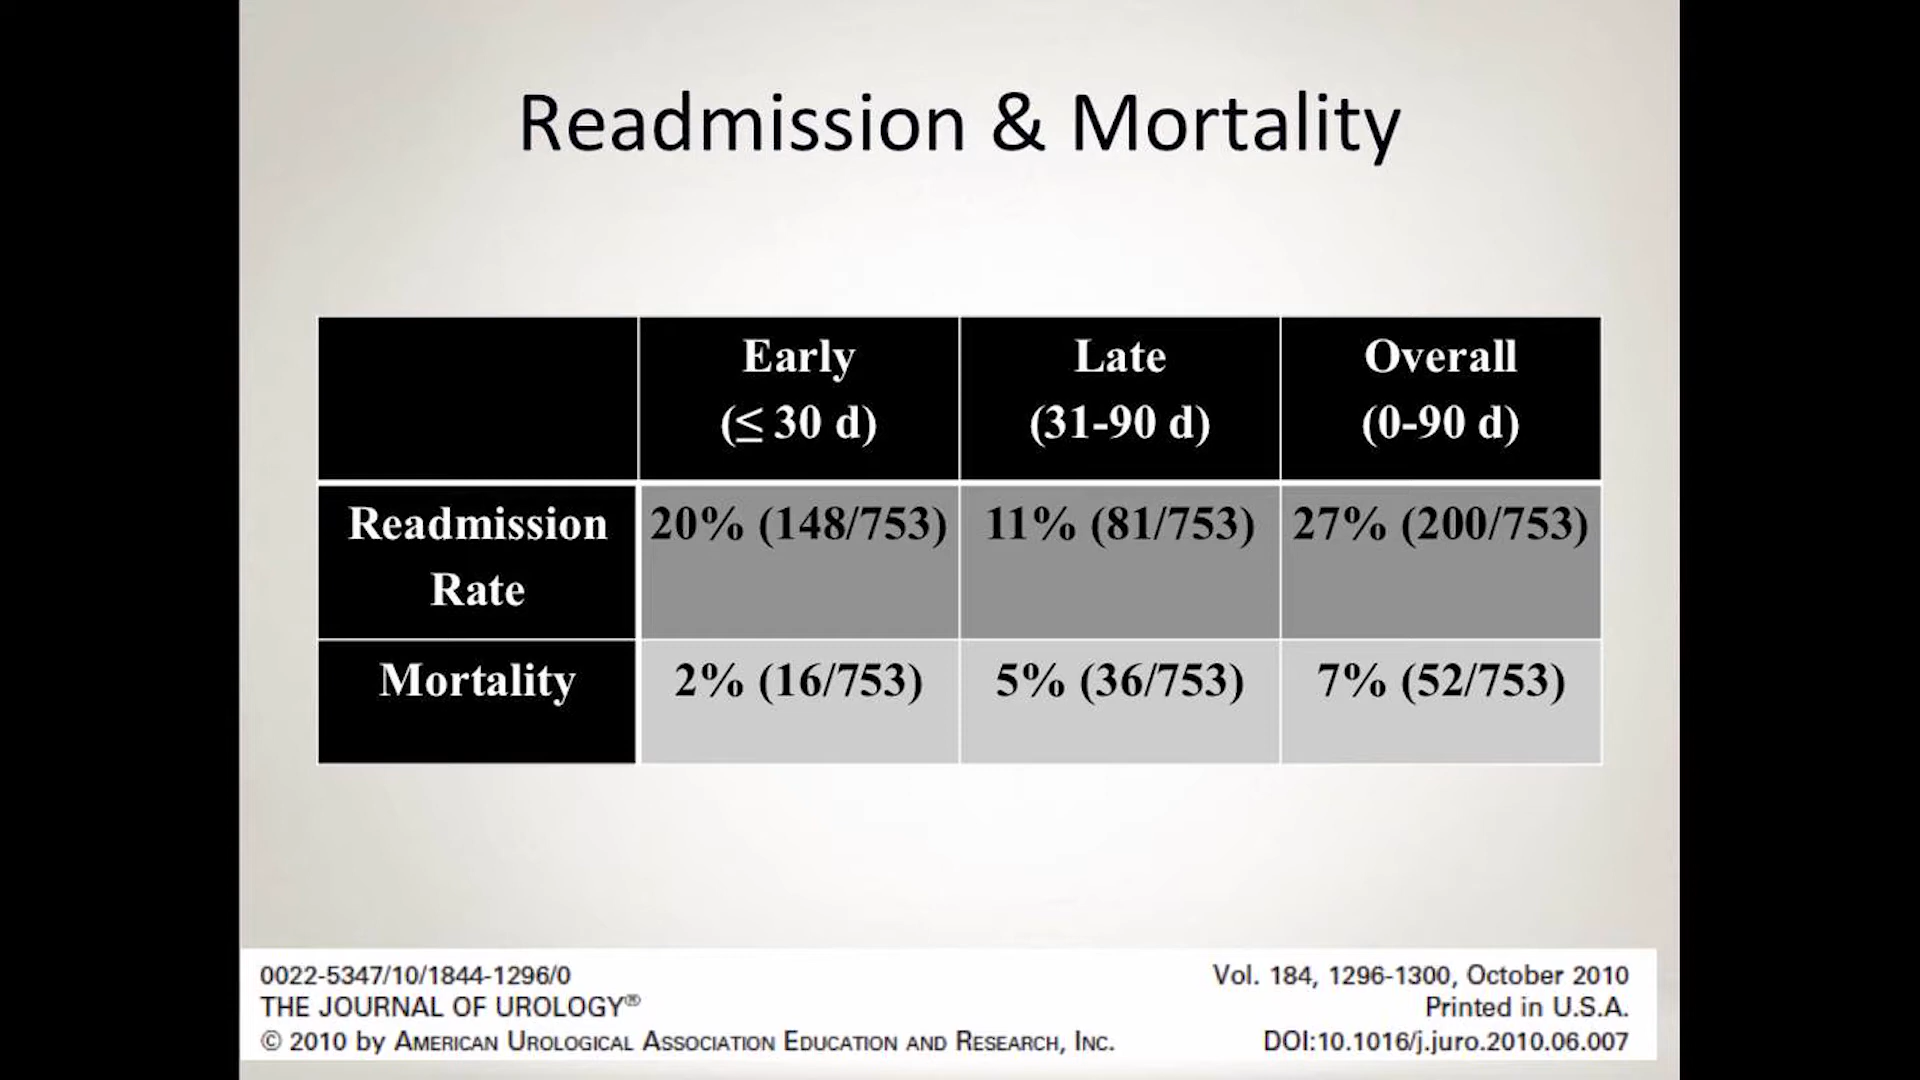 Readmission & Mortality
Early
(≤ 30 d)
Late
(31-90 d)
Overall
(0-90 d)
Readmission
Rate
20% (148/753)
11% (81/753)
27% (200/753)
Mortality
2% (16/753)
5% (36/753)
7% (52/753)
0022-5347/10/1844-1296/0
THE JOURNAL OF UROLOGY®
© 2010 by AMERICAN UROLOGICAL ASSOCIATION EDUCATION AND RESEARCH, INC.
Vol. 184, 1296-1300, October 2010
Printed in U.S.A.
DOI:10.1016/j.juro.2010.06.007